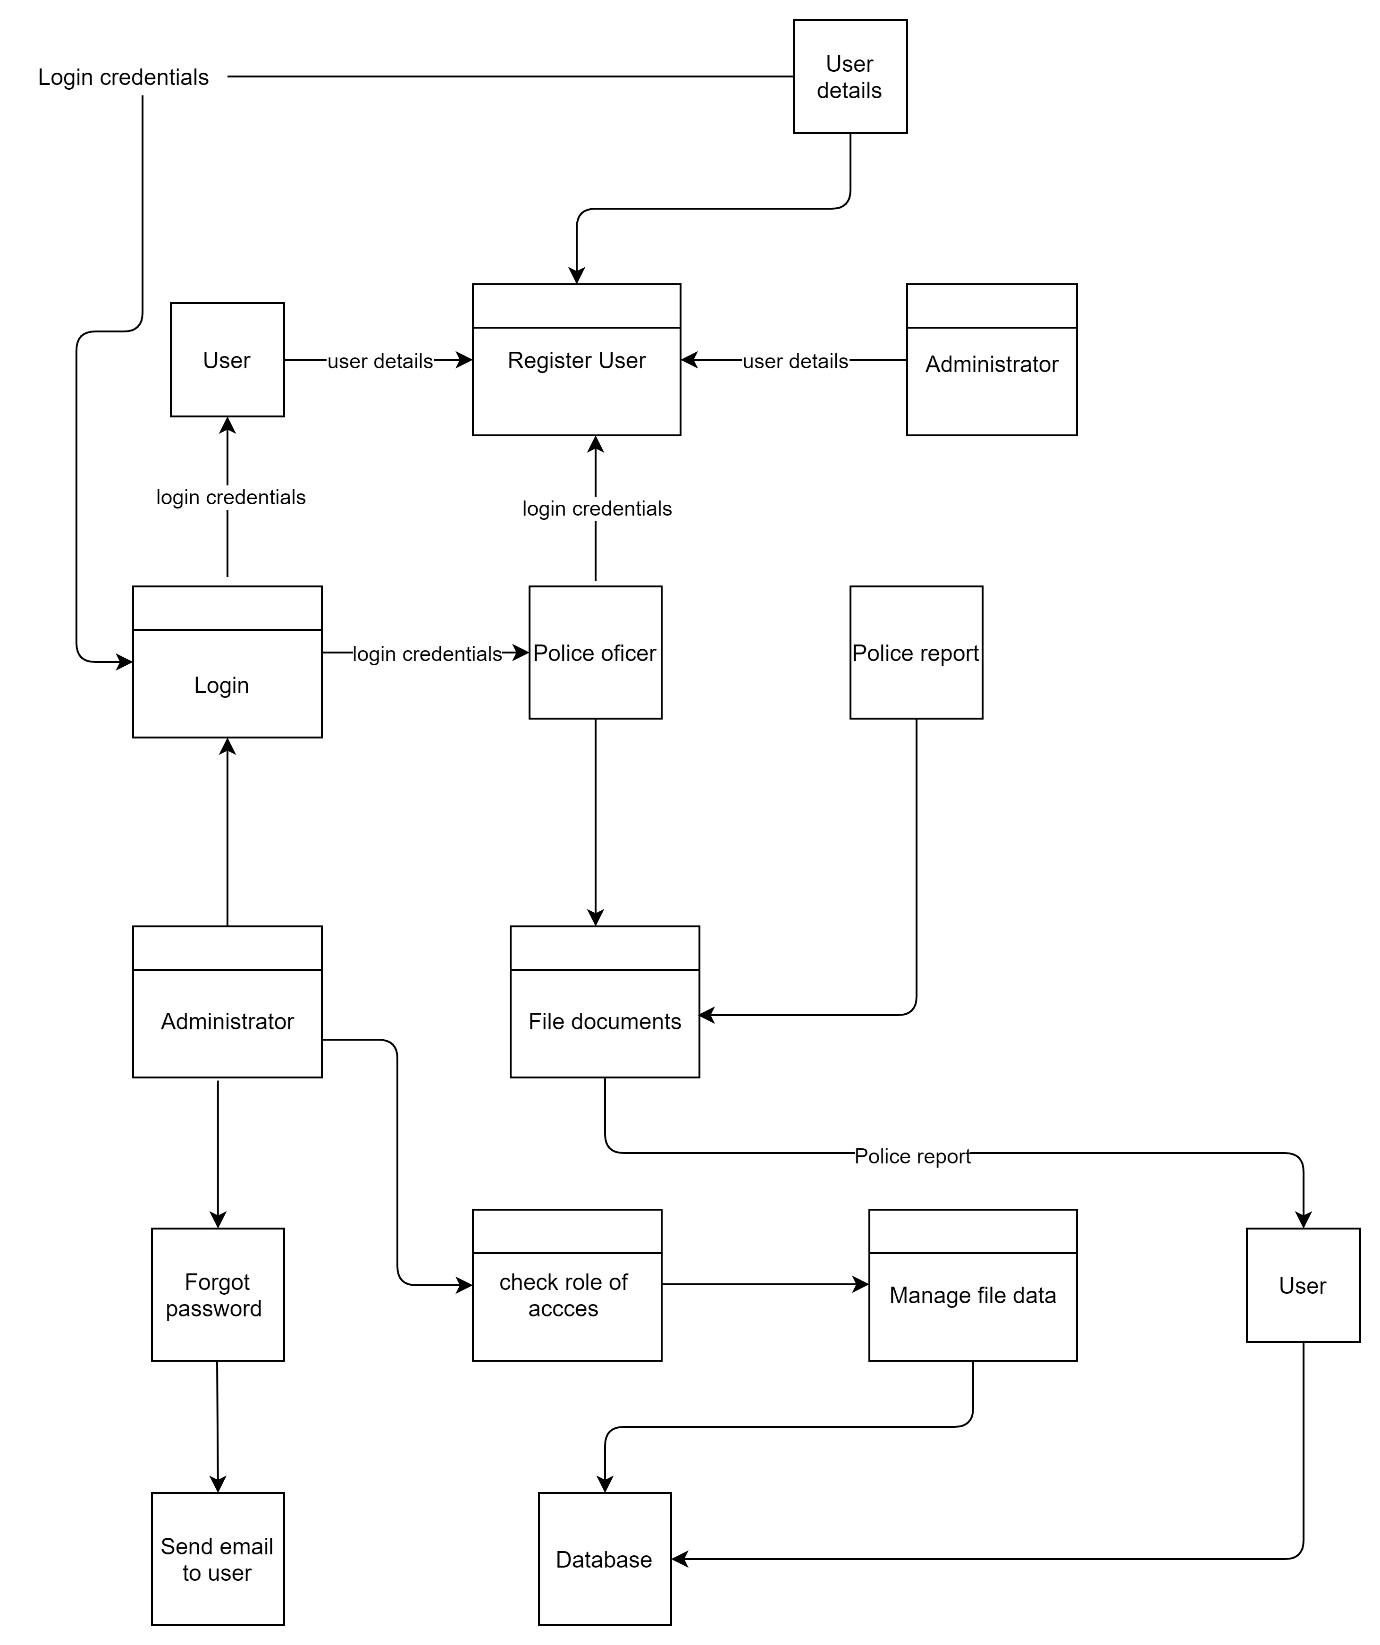 Login credentials
User
details
User
user details
Register User
user details
Administrator
login credentials
login credentials
Login
login credentials
Police oficer
Police report
Administrator
File documents
Police report
Forgot
password
check role of
accces
Manage file data
User
Send email
to user
Database